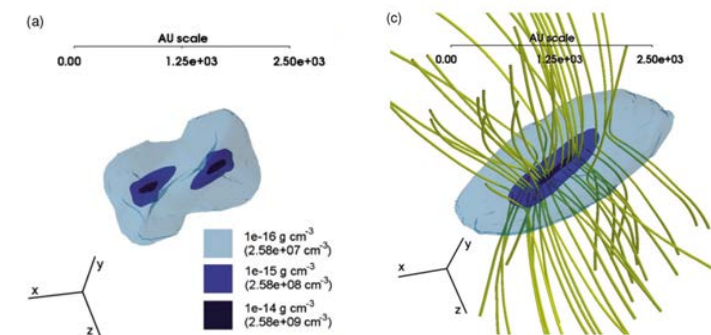 (a)
AU scale
0.00 1.25e+03 2.50e+03
1e-16 g cm⁻³
(2.58e+07 cm⁻³)
1e-15 g cm⁻³
(2.58e+08 cm⁻³)
1e-14 g cm⁻³
(2.58e+09 cm⁻³)
x
y
z
(c)
AU scale
0.00 1.25e+03 2.50e+03
x
y
z